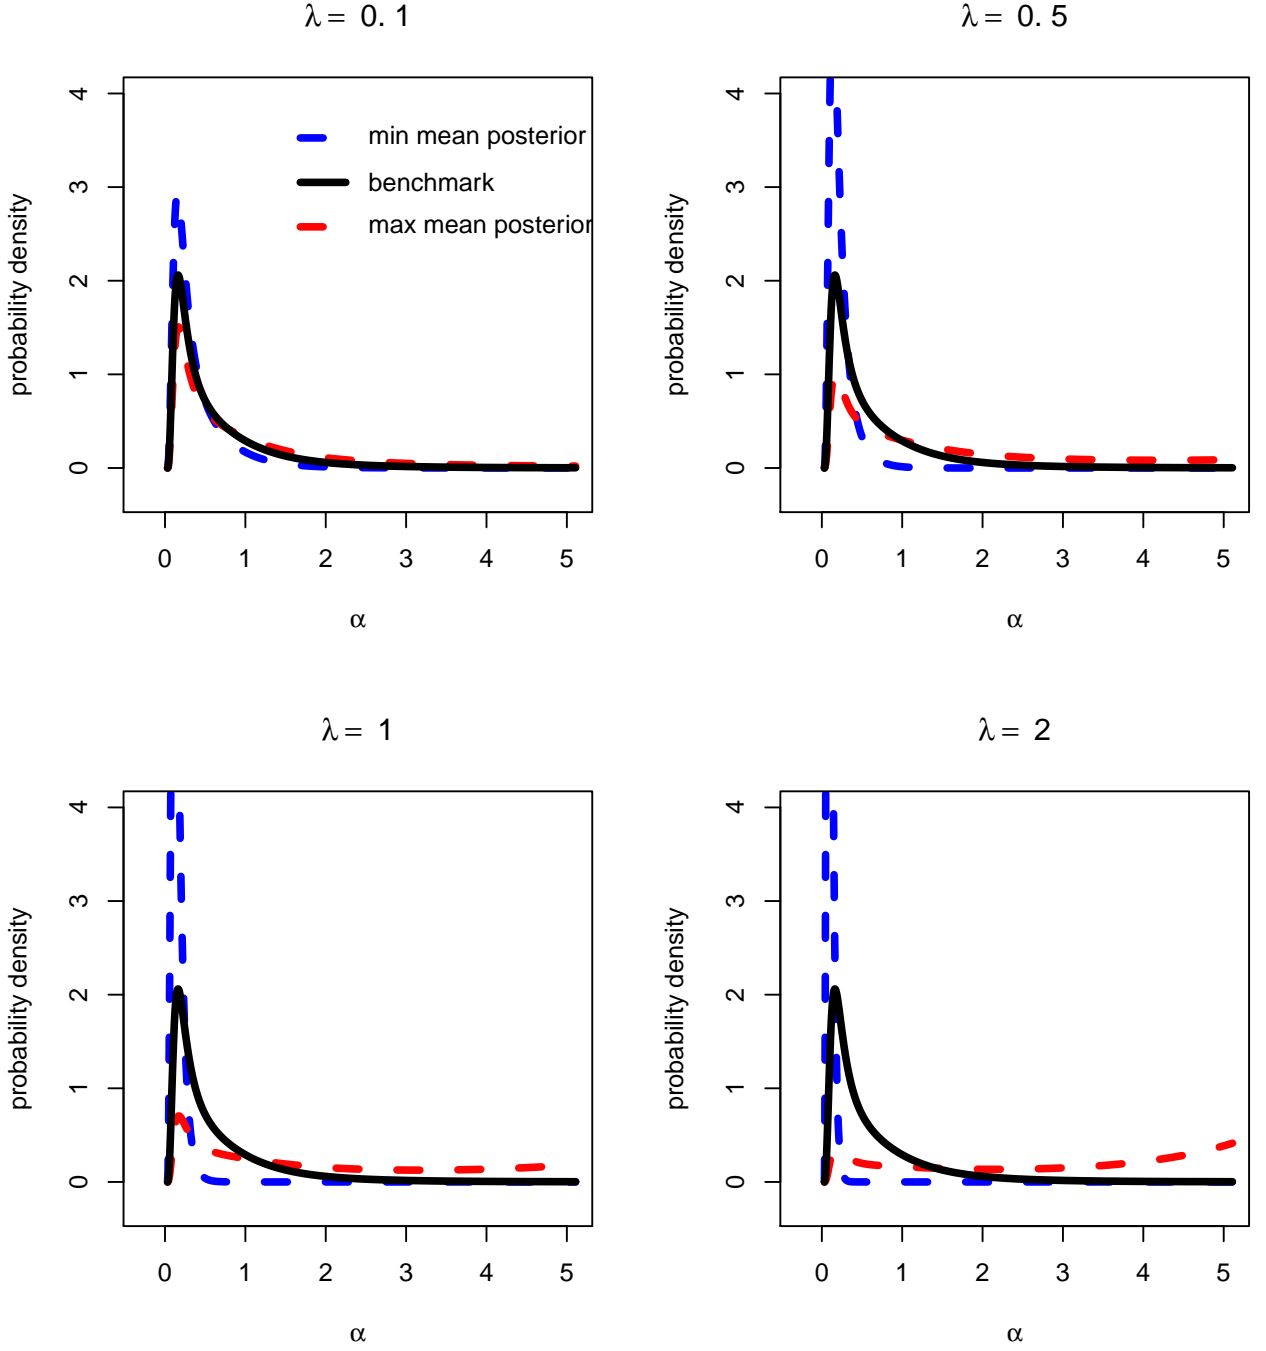 λ = 0.1
probability density
4
3
2
1
0
min mean posterior
benchmark
max mean posterior
0 1 2 3 4 5
α
λ = 0.5
probability density
4
3
2
1
0
0 1 2 3 4 5
α
λ = 1
probability density
4
3
2
1
0
0 1 2 3 4 5
α
λ = 2
probability density
4
3
2
1
0
0 1 2 3 4 5
α